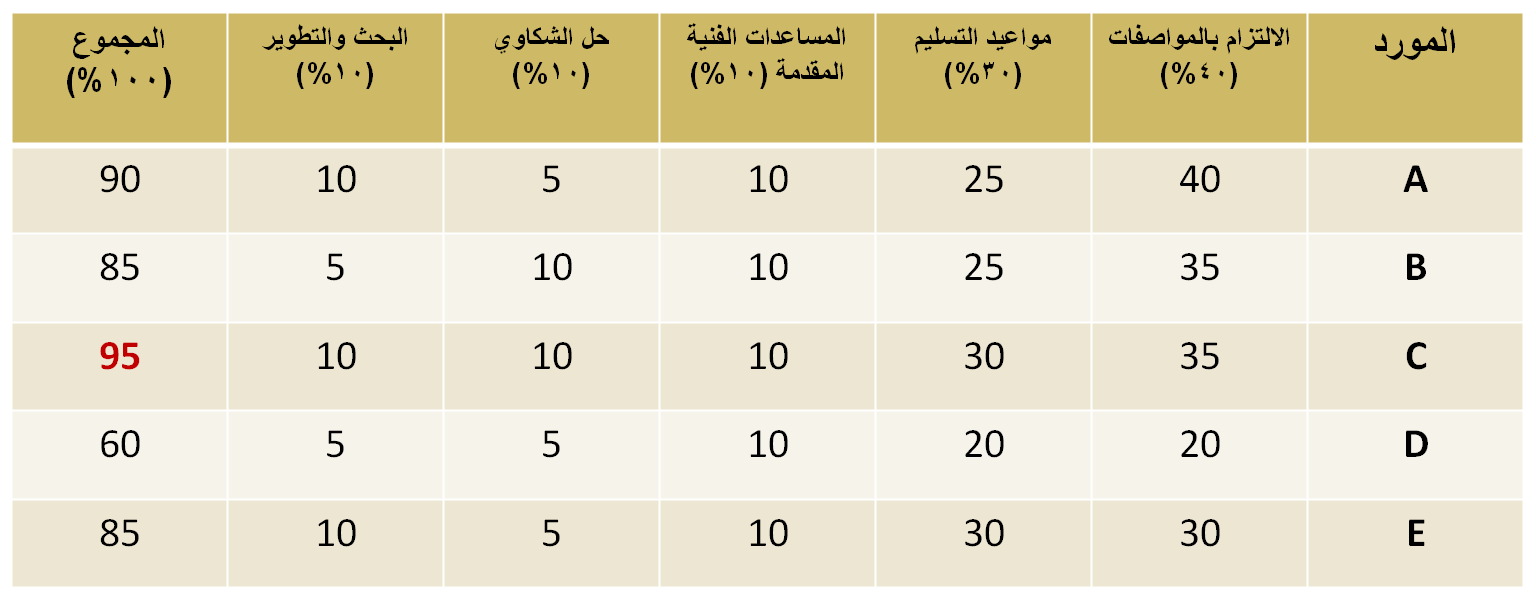 المورد
الالتزام بالمواصفات
(٤٠%)
مواعيد التسليم
(٣٠%)
المساعدات الفنية
المقدمة (١٠%)
حل الشكاوي
(١٠%)
البحث والتطوير
(١٠%)
المجموع
(١٠٠%)
A 40 25 10 5 10 90
B 35 25 10 10 5 85
C 35 30 10 10 10 95
D 20 20 10 5 5 60
E 30 30 10 5 10 85